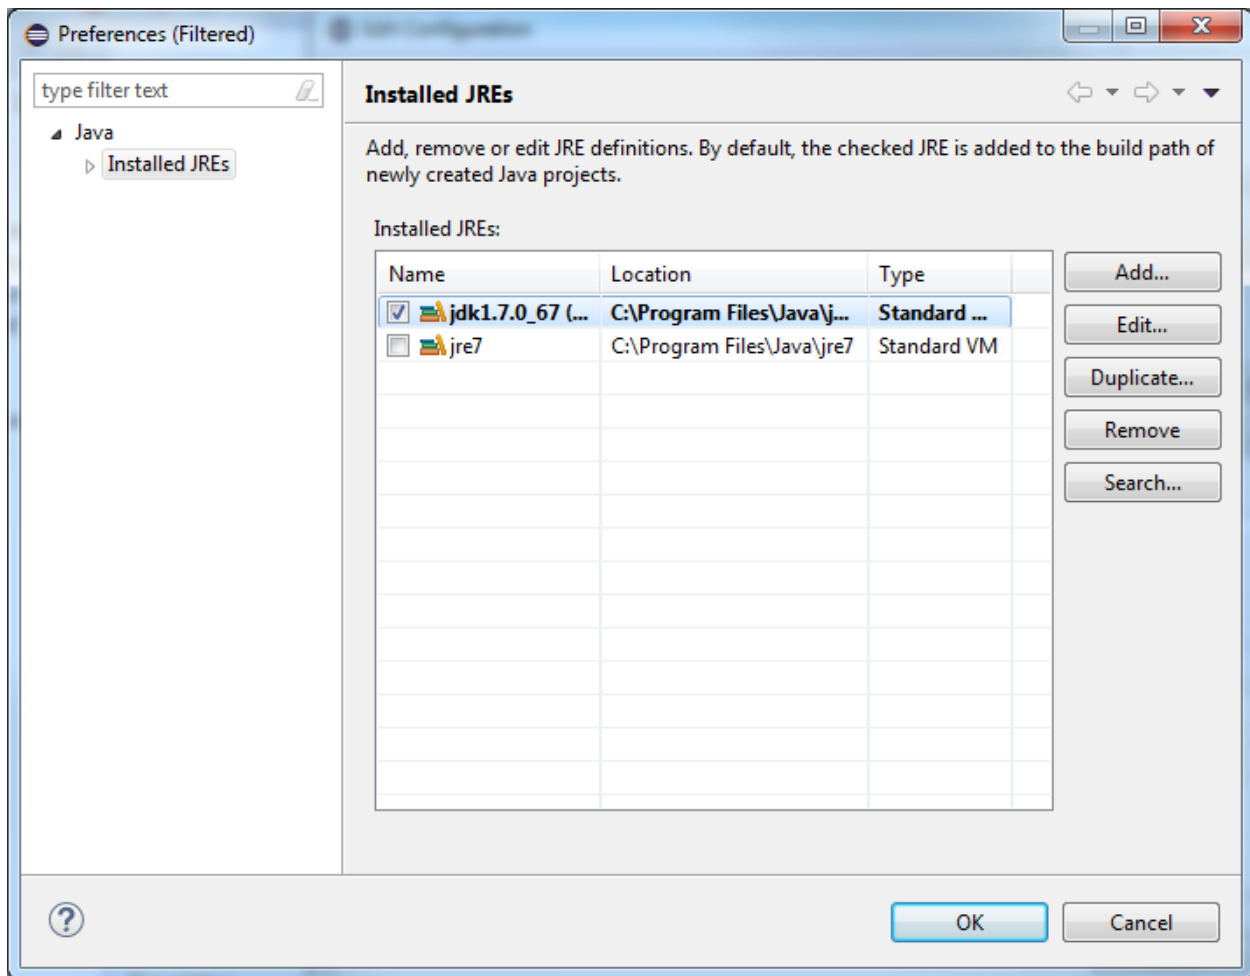 Preferences (Filtered)
type filter text
Java
Installed JREs
Installed JREs
Add, remove or edit JRE definitions. By default, the checked JRE is added to the build path of
newly created Java projects.
Installed JREs:
Name Location Type
jdk1.7.0_67 (... C:\Program Files\Java\j... Standard ...
jre7 C:\Program Files\Java\jre7 Standard VM
Add...
Edit...
Duplicate...
Remove
Search...
OK Cancel